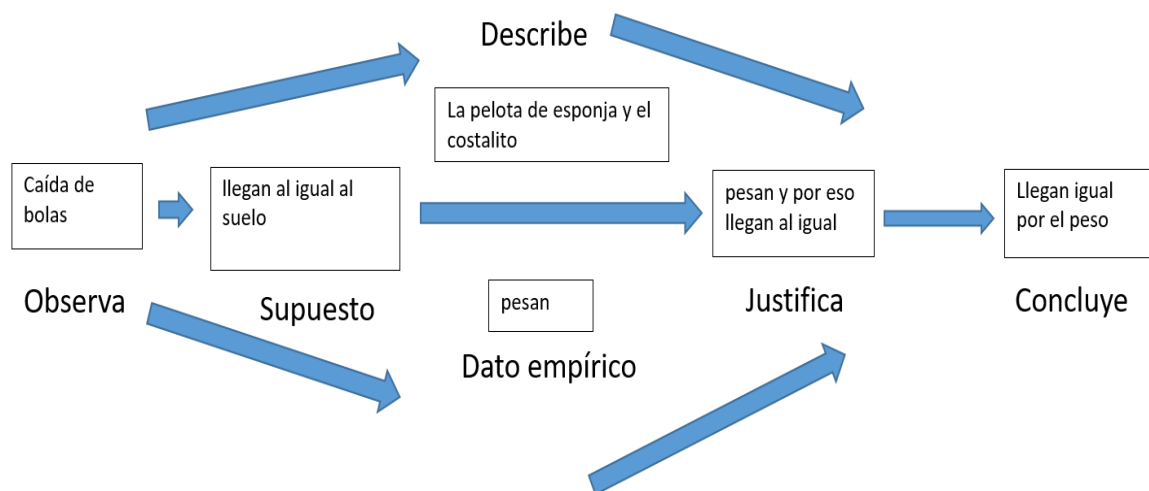 Describe
La pelota de esponja y el
costalito
Caída de
bolas
llegan al igual al
suelo
pesan y por eso
llegan al igual
Llegan igual
por el peso
Observa
Supuesto
pesan
Justifica
Concluye
Dato empírico